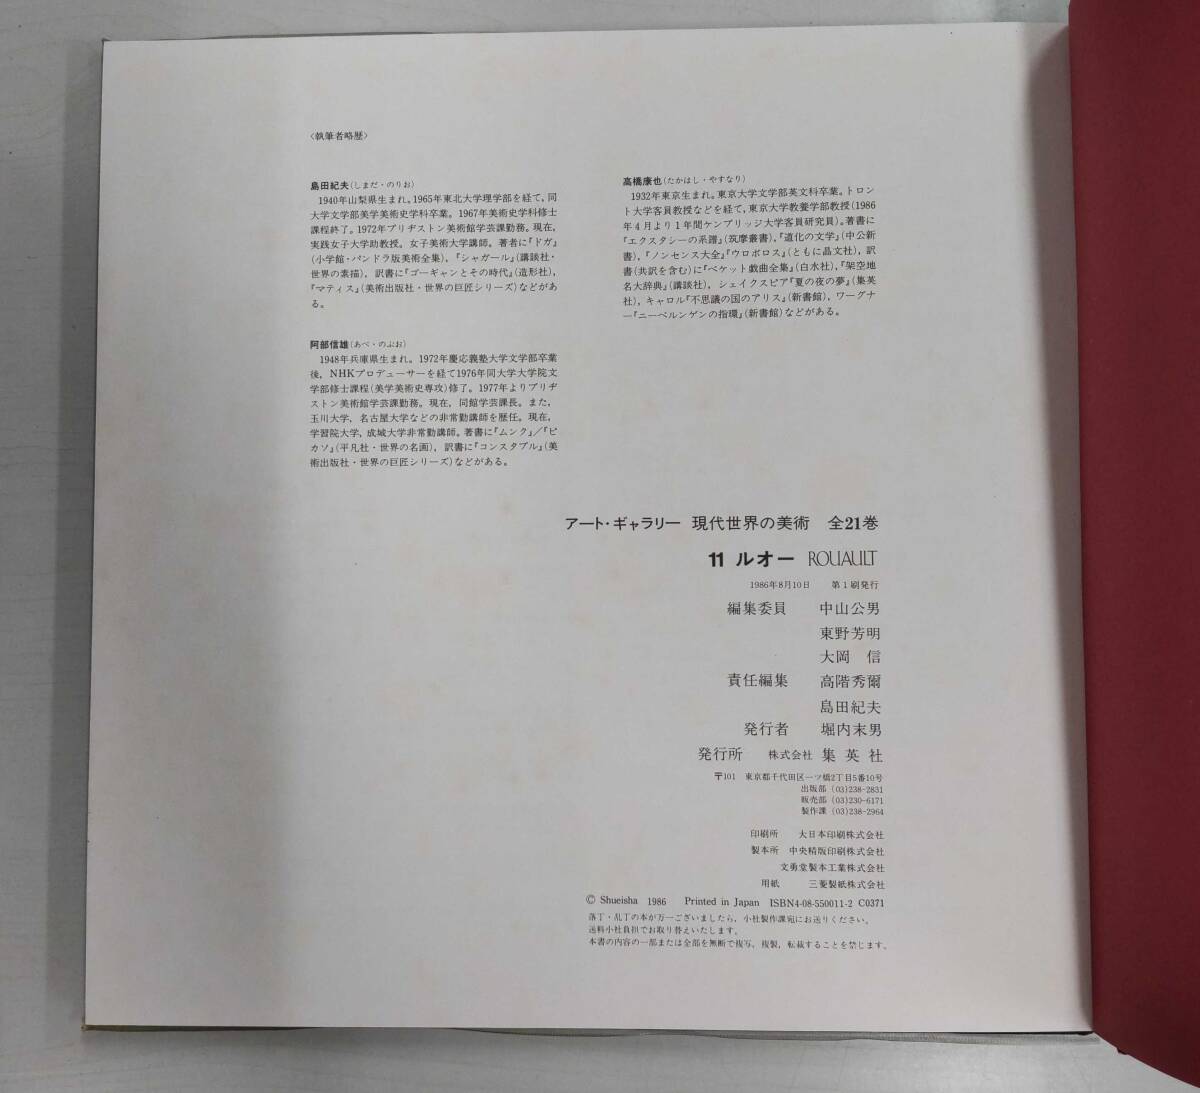 〈執筆者略歴〉
島田紀夫(しまだ・のりお)
1940年山梨県生まれ。1965年東北大学理学部を経て，同
大学文学部美学美術史学科卒業。1967年美術史学科修士
課程終了。1972年ブリヂストン美術館学芸課勤務。現在，
実践女子大学助教授。女子美術大学講師。著者に『ドガ』
(小学館・パンドラ版美術全集)，『シャガール』(講談社・
世界の素描)，訳書に『ゴーギャンとその時代』(造形社)，
『マティス』(美術出版社・世界の巨匠シリーズ)などがあ
る。
阿部信雄(あべ・のぶお)
1948年兵庫県生まれ。1972年慶応義塾大学文学部卒業
後，NHKプロデューサーを経て1976年同大学大学院文
学部修士課程(美学美術史専攻)修了。1977年よりブリヂ
ストン美術館学芸課勤務。現在，同館学芸課長。また，
玉川大学，名古屋大学などの非常勤講師を歴任。現在，
学習院大学，成城大学非常勤講師。著書に『ムンク』／『ピ
カソ』(平凡社・世界の名画)，訳書に『コンスタブル』(美
術出版社・世界の巨匠シリーズ)などがある。
高橋康也(たかはし・やすなり)
1932年東京生まれ。東京大学文学部英文科卒業。トロン
ト大学客員教授などを経て，東京大学教養学部教授(1986
年4月より1年間ケンブリッジ大学客員研究員)。著書に
『エクスタシーの系譜』(筑摩叢書)，『道化の文学』(中公新
書)，『ノンセンス大全』『ウロボロス』(ともに晶文社)，訳
書(共訳を含む)に『ベケット戯曲全集』(白水社)，『架空地
名大辞典』(講談社)，シェイクスピア『夏の夜の夢』(集英
社)，キャロル『不思議の国のアリス』(新書館)，ワーグナ
ー『ニーベルンゲンの指環』(新書館)などがある。
アート・ギャラリー 現代世界の美術 全21巻
11 ルオー ROUAULT
1986年8月10日 第1刷発行
編集委員 中山公男
東野芳明
大岡 信
責任編集 高階秀爾
島田紀夫
発行者 堀内末男
発行所 株式会社 集英社
〒101 東京都千代田区一ツ橋2丁目5番10号
出版部 (03)238-2831
販売部 (03)230-6171
製作課 (03)238-2964
印刷所 大日本印刷株式会社
製本所 中央精版印刷株式会社
文勇堂製本工業株式会社
用紙 三菱製紙株式会社
© Shueisha 1986 Printed in Japan ISBN4-08-550011-2 C0371
落丁・乱丁の本が万一ございましたら，小社製作課宛にお送りください。
送料小社負担でお取り替えいたします。
本書の内容の一部または全部を無断で複写，複製，転載することを禁じます。